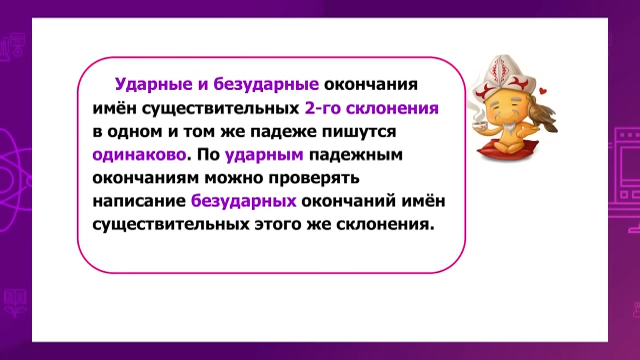 Ударные и безударные окончания
имён существительных 2-го склонения
в одном и том же падеже пишутся
одинаково. По ударным падежным
окончаниям можно проверять
написание безударных окончаний имён
существительных этого же склонения.